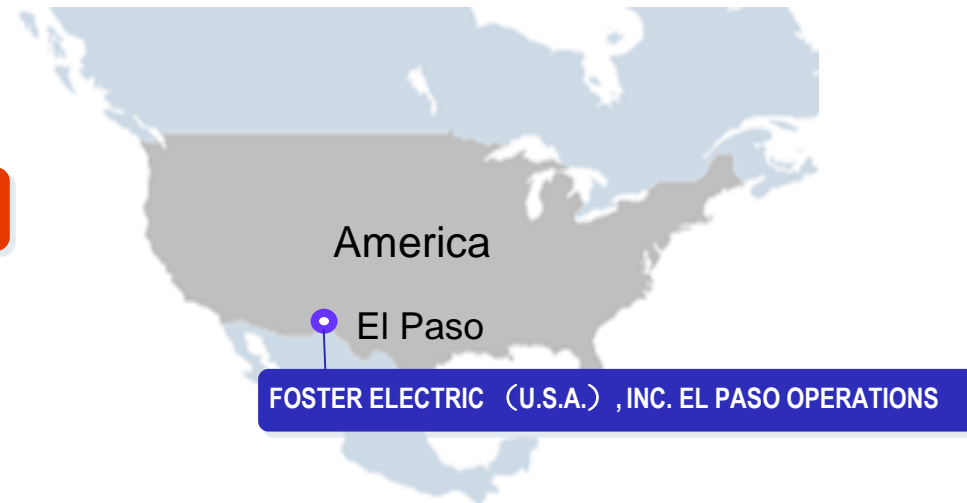 America
El Paso
FOSTER ELECTRIC （U.S.A.）, INC. EL PASO OPERATIONS